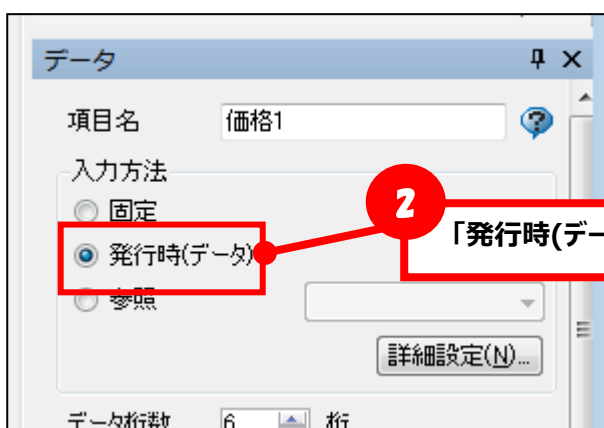 データ
項目名 価格1
入力方法
固定
発行時(データ)
2
「発行時(デー
参照
詳細設定(N)...
データ桁数 6 桁